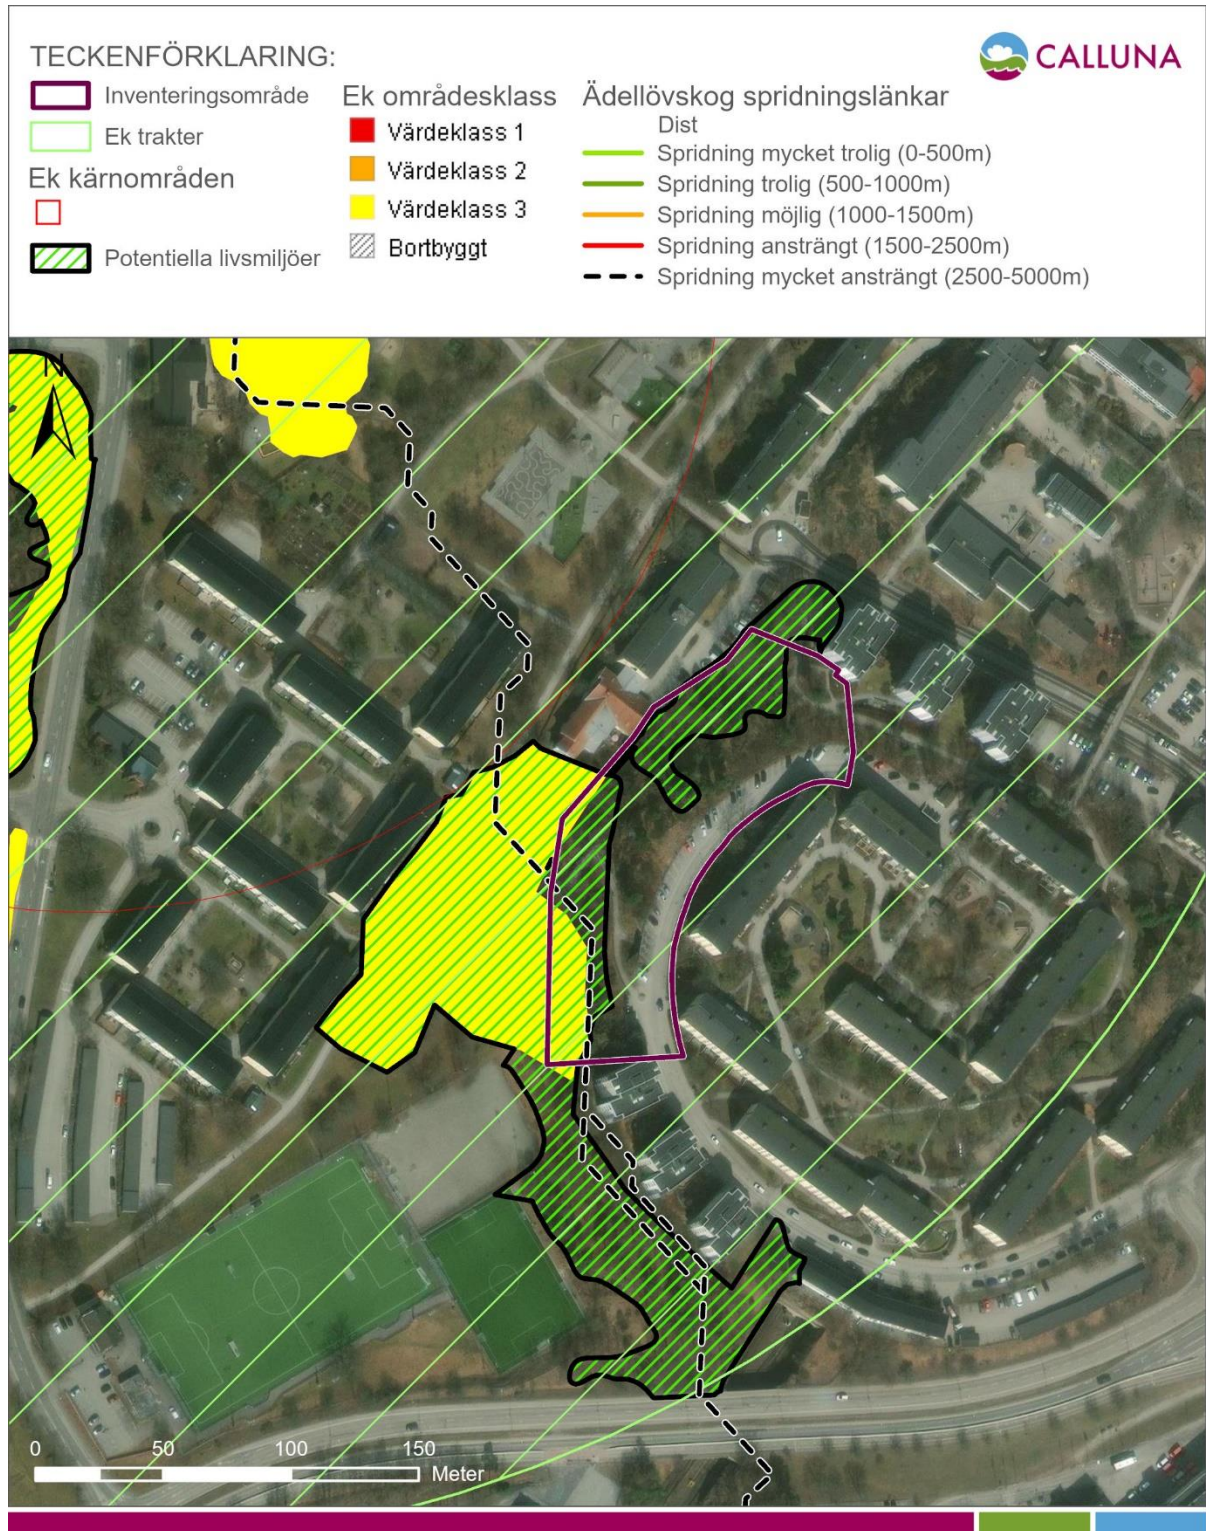 TECKENFÖRKLARING:
Inventeringsområde
Ek trakter
Ek kärnområden
Potentiella livsmiljöer
Ek områdesklass
Värdeklass 1
Värdeklass 2
Värdeklass 3
Bortbyggt
Ädellövskog spridningslänkar
Dist
Spridning mycket trolig (0-500m)
Spridning trolig (500-1000m)
Spridning möjlig (1000-1500m)
Spridning ansträngt (1500-2500m)
Spridning mycket ansträngt (2500-5000m)
CALLUNA
N
0 50 100 150
Meter